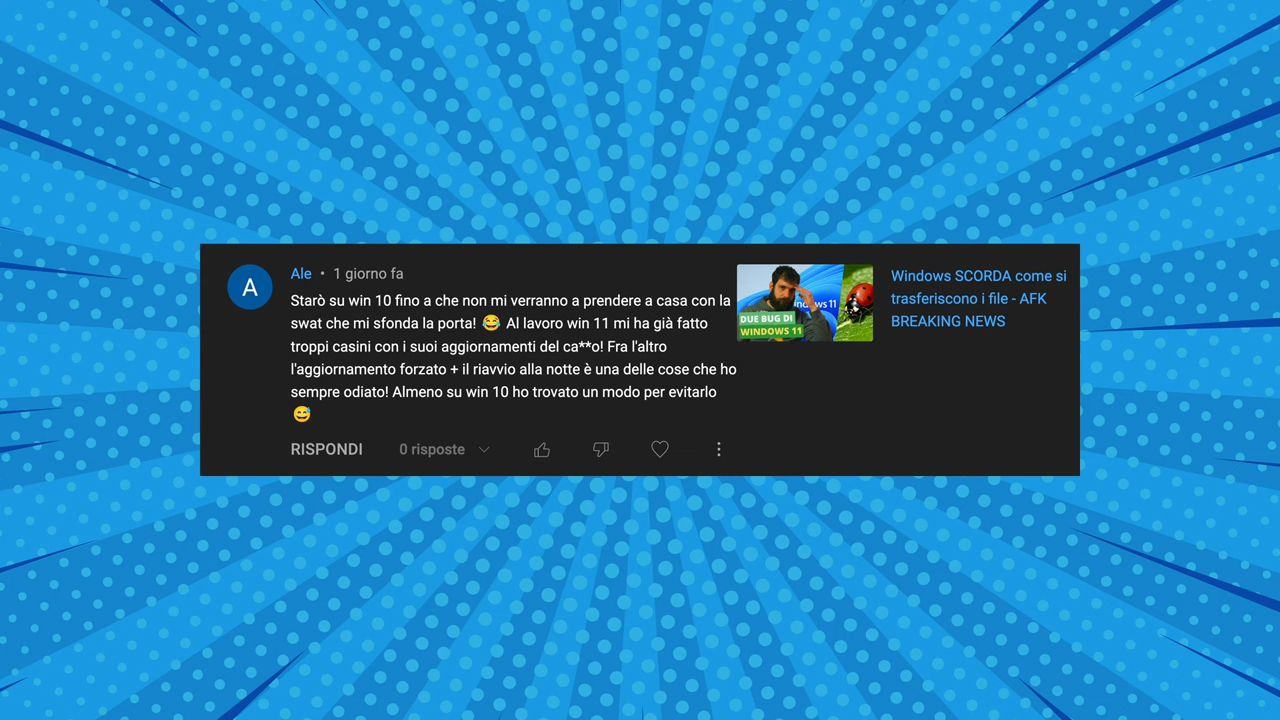 A
Ale • 1 giorno fa
Starò su win 10 fino a che non mi verranno a prendere a casa con la
swat che mi sfonda la porta! 😂 Al lavoro win 11 mi ha già fatto
troppi casini con i suoi aggiornamenti del ca**o! Fra l'altro
l'aggiornamento forzato + il riavvio alla notte è una delle cose che ho
sempre odiato! Almeno su win 10 ho trovato un modo per evitarlo
😅
RISPONDI 0 risposte
ndows 11
DUE BUG DI
WINDOWS 11
Windows SCORDA come si
trasferiscono i file - AFK
BREAKING NEWS